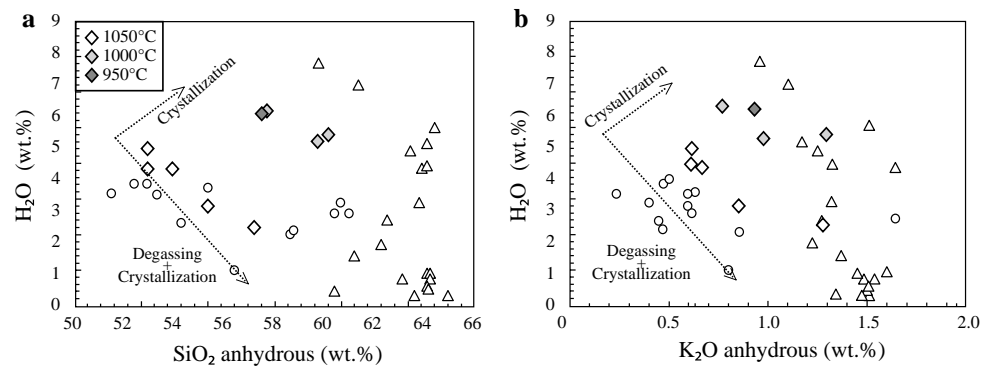 a
9
8
7
6
5
4
3
2
1
0
H₂O (wt.%)
1050°C
1000°C
950°C
Crystallization
Degassing
+
Crystallization
50 52 54 56 58 60 62 64 66
SiO₂ anhydrous (wt.%)
b
9
8
7
6
5
4
3
2
1
0
H₂O (wt.%)
Crystallization
Degassing
+
Crystallization
0 0.5 1.0 1.5 2.0
K₂O anhydrous (wt.%)